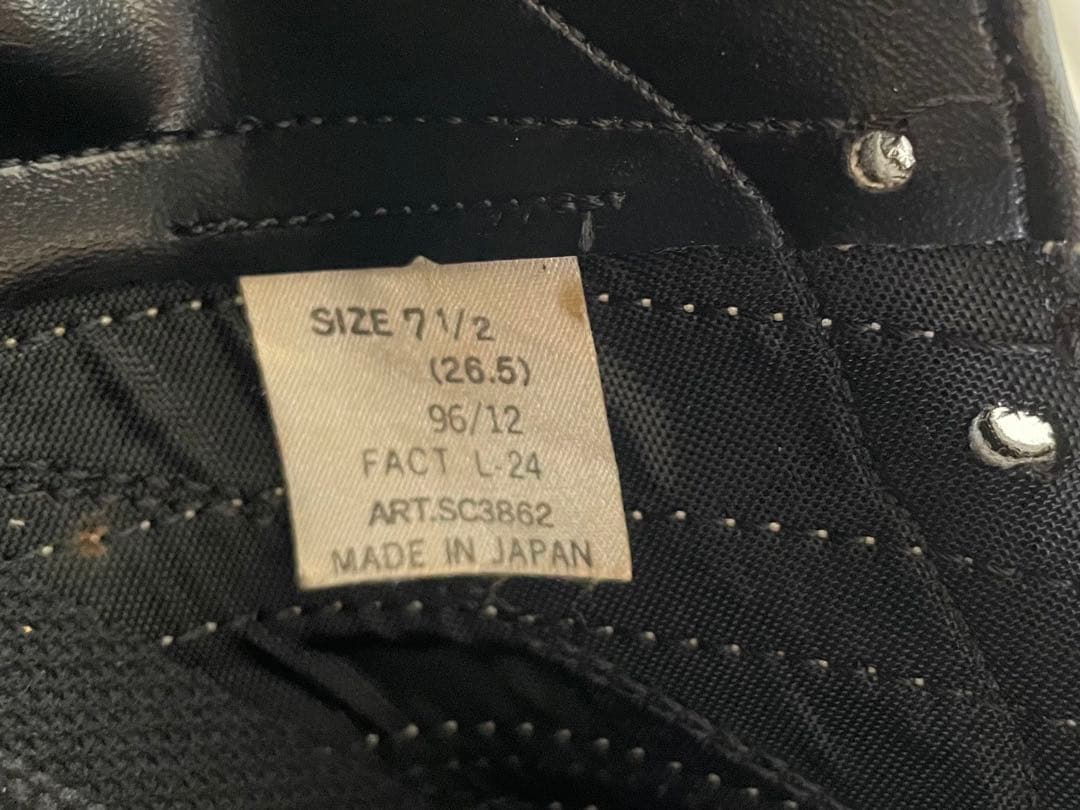 SIZE 7 1/2
(26.5)
96/12
FACT L-24
ART.SC3862
MADE IN JAPAN